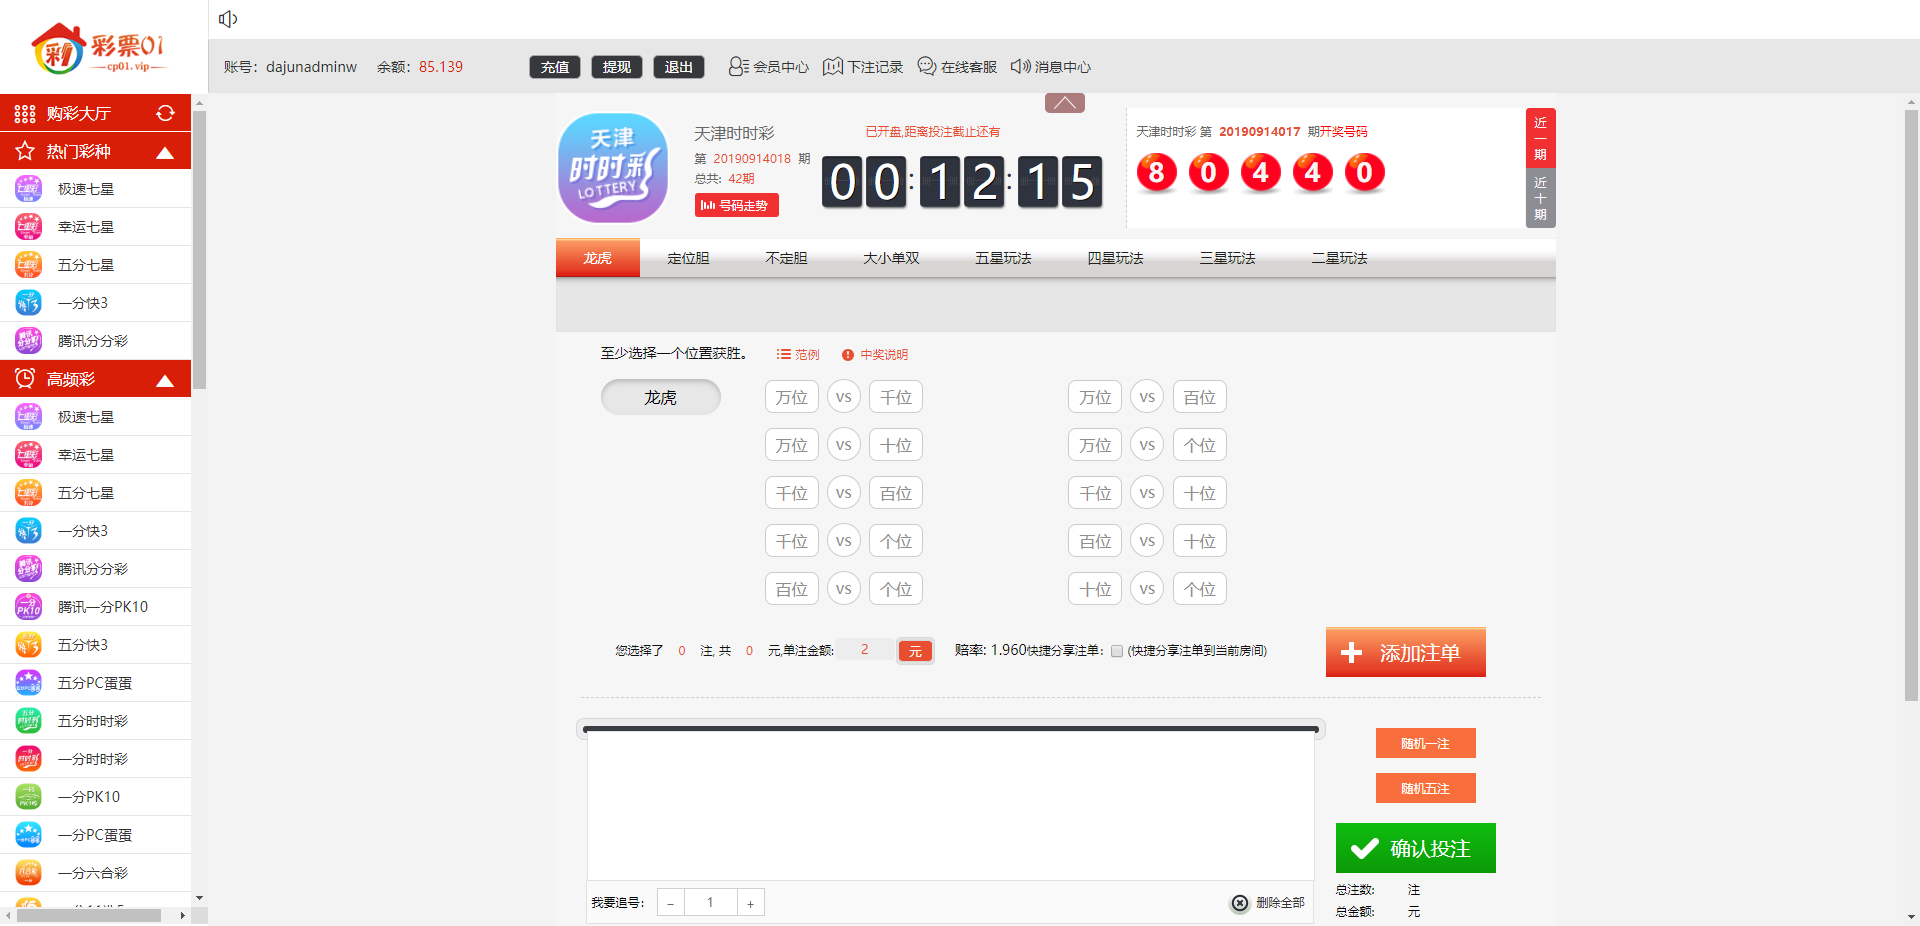 彩票01
cp01.vip
账号：dajunadminw 余额：85.139 充值 提现 退出 会员中心 下注记录 在线客服 消息中心
购彩大厅
热门彩种
极速七星
幸运七星
五分七星
一分快3
腾讯分分彩
高频彩
极速七星
幸运七星
五分七星
一分快3
腾讯分分彩
腾讯一分PK10
五分快3
五分PC蛋蛋
五分时时彩
一分时时彩
一分PK10
一分PC蛋蛋
一分六合彩
天津
时时彩
LOTTERY
天津时时彩
第 20190914018 期
总共: 42期
号码走势
已开盘,距离投注截止还有
00:12:15
天津时时彩 第 20190914017 期开奖号码
8 0 4 4 0
近一期
近十期
龙虎 定位胆 不定胆 大小单双 五星玩法 四星玩法 三星玩法 二星玩法
至少选择一个位置获胜。 范例 中奖说明
龙虎
万位 vs 千位 万位 vs 百位
万位 vs 十位 万位 vs 个位
千位 vs 百位 千位 vs 十位
千位 vs 个位 百位 vs 十位
百位 vs 个位 十位 vs 个位
您选择了 0 注, 共 0 元,单注金额: 2 元 赔率: 1.960快捷分享注单: (快捷分享注单到当前房间)
添加注单
随机一注
随机五注
确认投注
总注数: 注
总金额: 元
我要追号: - 1 + 删除全部